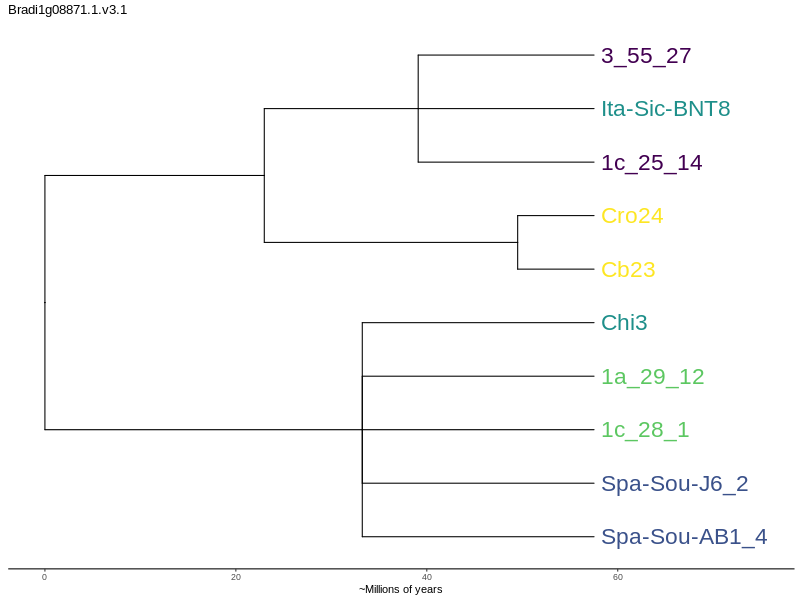 Bradi1g08871.1.v3.1
3_55_27
Ita-Sic-BNT8
1c_25_14
Cro24
Cb23
Chi3
1a_29_12
1c_28_1
Spa-Sou-J6_2
Spa-Sou-AB1_4
0 20 40 60
~Millions of years